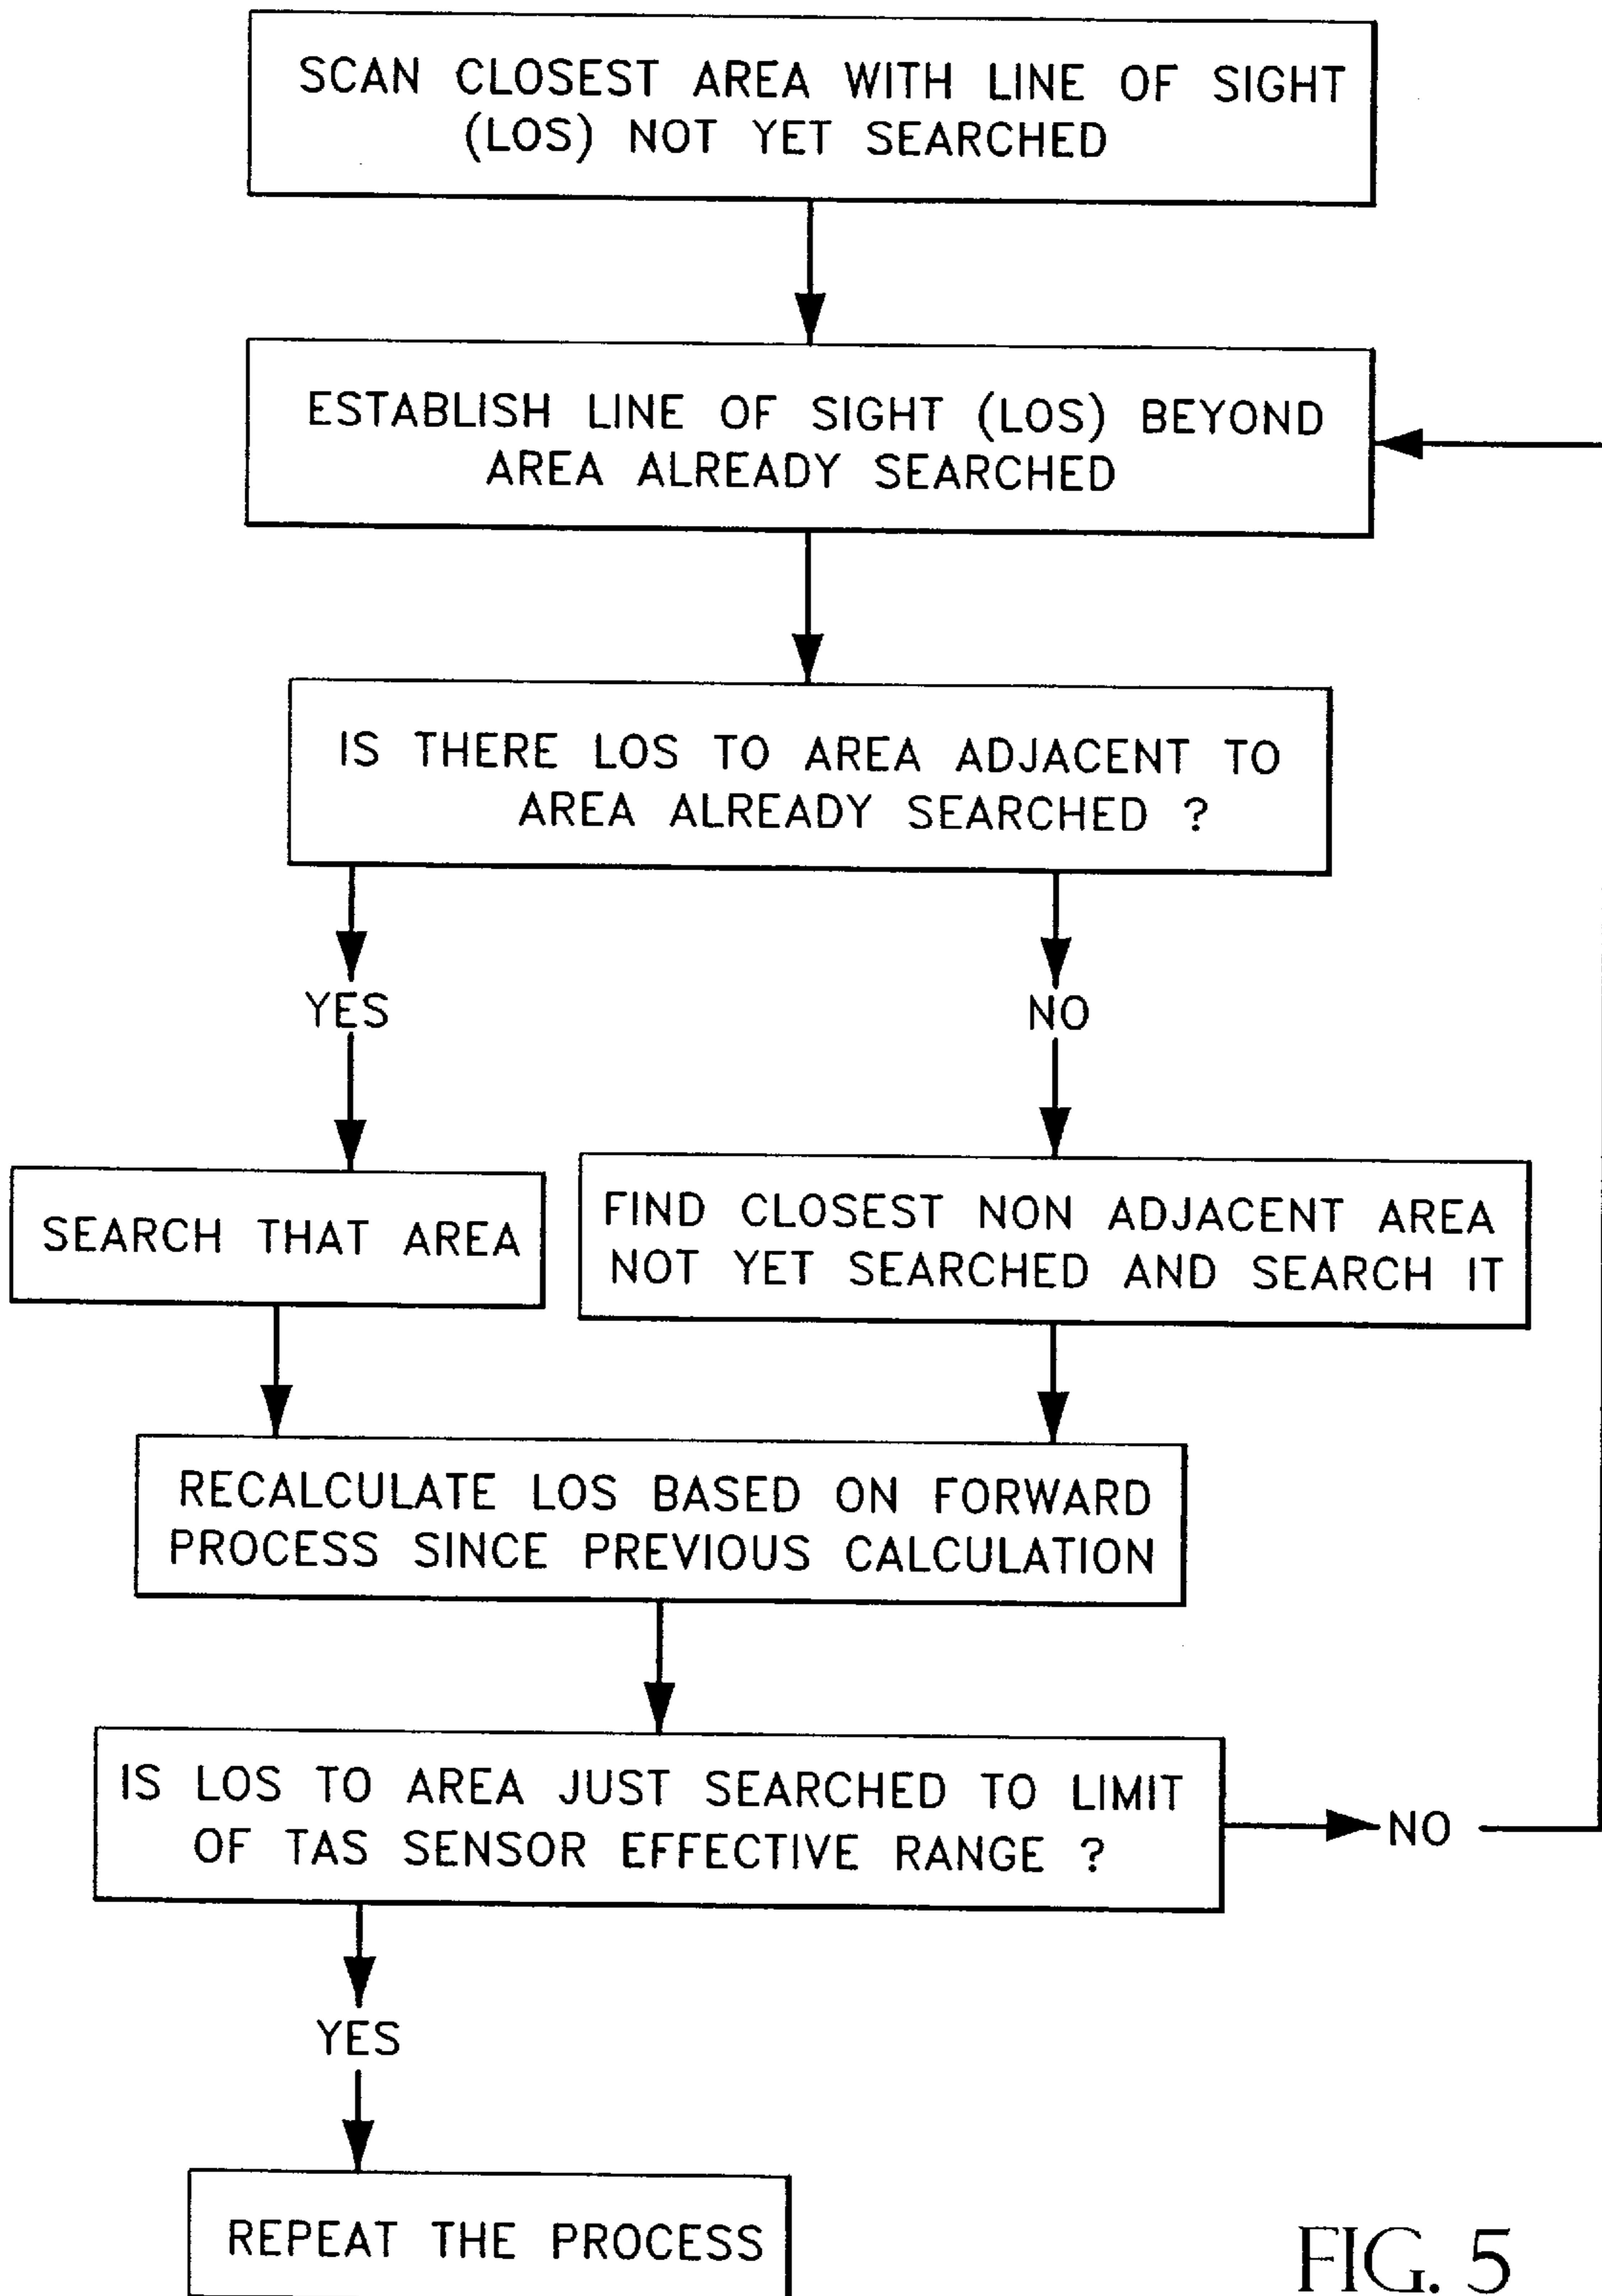 SCAN CLOSEST AREA WITH LINE OF SIGHT
(LOS) NOT YET SEARCHED
ESTABLISH LINE OF SIGHT (LOS) BEYOND
AREA ALREADY SEARCHED
IS THERE LOS TO AREA ADJACENT TO
AREA ALREADY SEARCHED ?
YES
NO
SEARCH THAT AREA
FIND CLOSEST NON ADJACENT AREA
NOT YET SEARCHED AND SEARCH IT
RECALCULATE LOS BASED ON FORWARD
PROCESS SINCE PREVIOUS CALCULATION
IS LOS TO AREA JUST SEARCHED TO LIMIT
OF TAS SENSOR EFFECTIVE RANGE ?
NO
YES
REPEAT THE PROCESS
FIG. 5